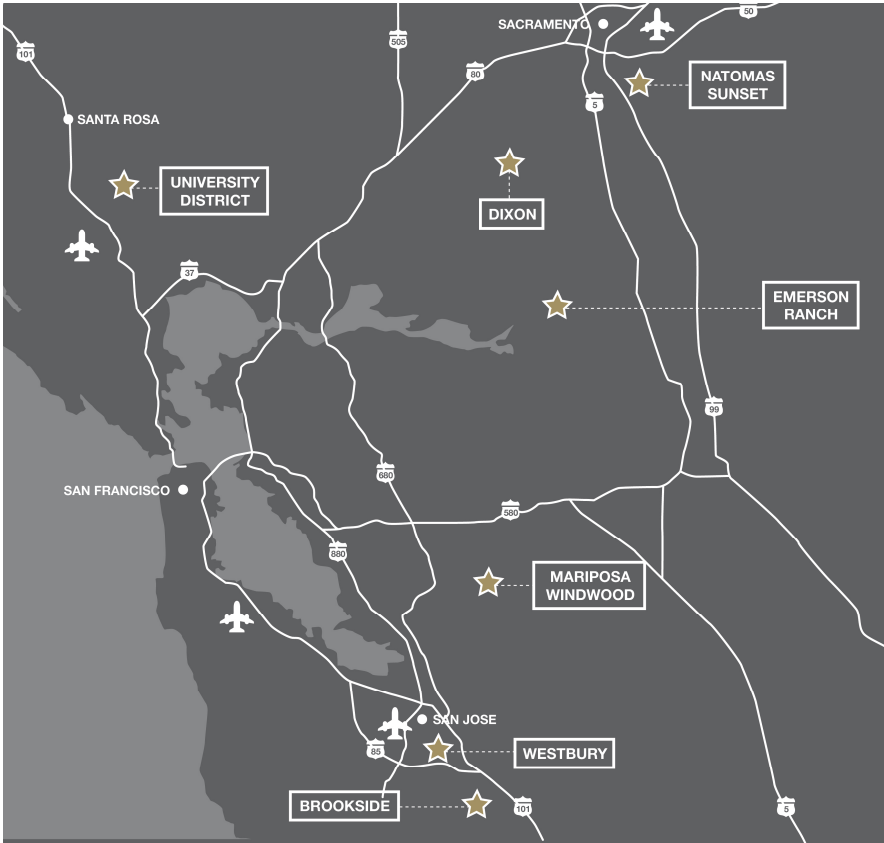 50
SACRAMENTO
101
505
80
NATOMAS
SUNSET
5
SANTA ROSA
UNIVERSITY
DISTRICT
DIXON
37
EMERSON
RANCH
99
680
SAN FRANCISCO
580
880
MARIPOSA
WINDWOOD
SAN JOSE
85
WESTBURY
BROOKSIDE
101
5